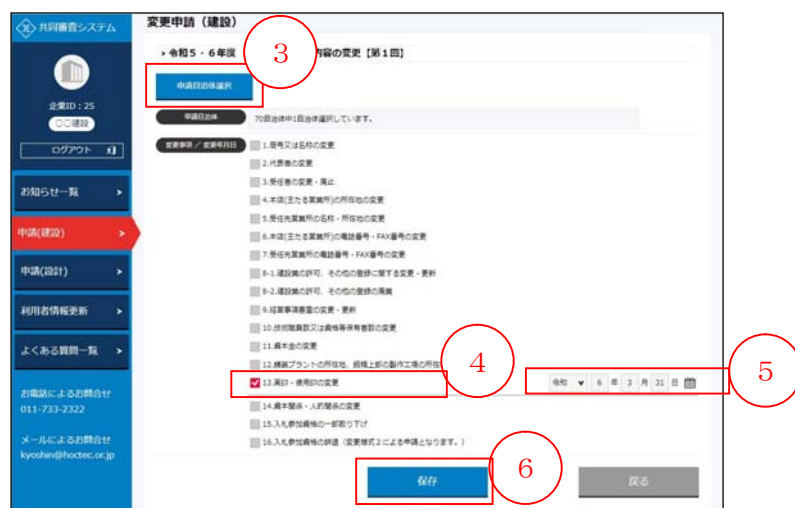 共同審査システム
企業ID:25
〇〇建設
ログアウト
お知らせ一覧 >
申請(建設) >
申請(設計) >
利用者情報更新 >
よくある質問一覧 >
お電話によるお問合せ
011-733-2322
メールによるお問合せ
kyoshin@hoctec.or.jp
変更申請(建設)
> 令和5・6年度
内容の変更【第1回】
③
申請自治体選択
申請自治体
70自治体中1自治体選択しています。
変更事項 / 変更年月日
1.商号又は名称の変更
2.代表者の変更
3.受任者の変更・廃止
4.本店(主たる営業所)の所在地の変更
5.受任先営業所の名称・所在地の変更
6.本店(主たる営業所)の電話番号・FAX番号の変更
7.受任先営業所の電話番号・FAX番号の変更
8-1.建設業の許可、その他の登録に関する変更・更新
8-2.建設業の許可、その他の登録の廃業
9.経営事項審査の変更・更新
10.技術職員数又は資格等保有者数の変更
11.資本金の変更
12.舗装プラントの所在地、鋼橋上部の製作工場の所在
④
13.実印・使用印の変更
令和 6 年 3 月 31 日
⑤
14.資本関係・人的関係の変更
15.入札参加資格の一部取り下げ
16.入札参加資格の辞退(変更様式2による申請となります。)
保存
⑥
戻る